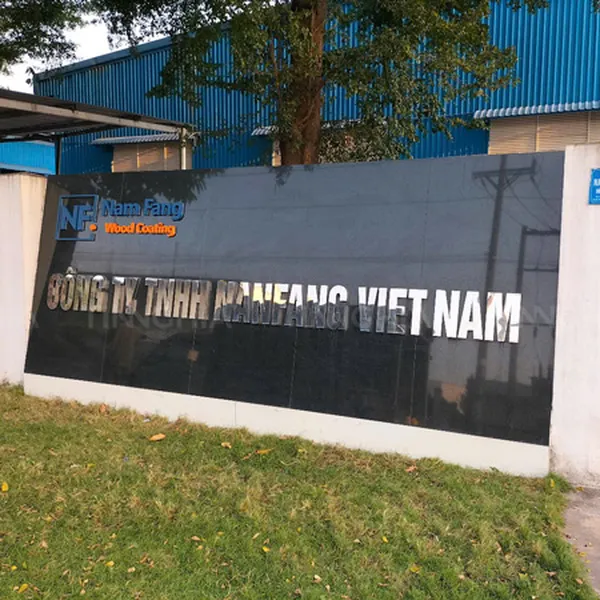 NF.
Nam Fang
Wood Coating
CÔNG TY TNHH NANFANG VIET NAM